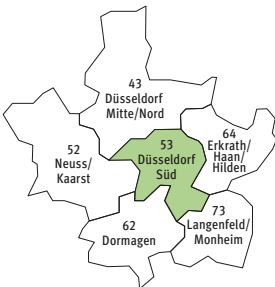 43
Düsseldorf
Mitte/Nord
64
Erkrath/
Haan/
Hilden
53
Düsseldorf
Süd
52
Neuss/
Kaarst
73
Langenfeld/
Monheim
62
Dormagen